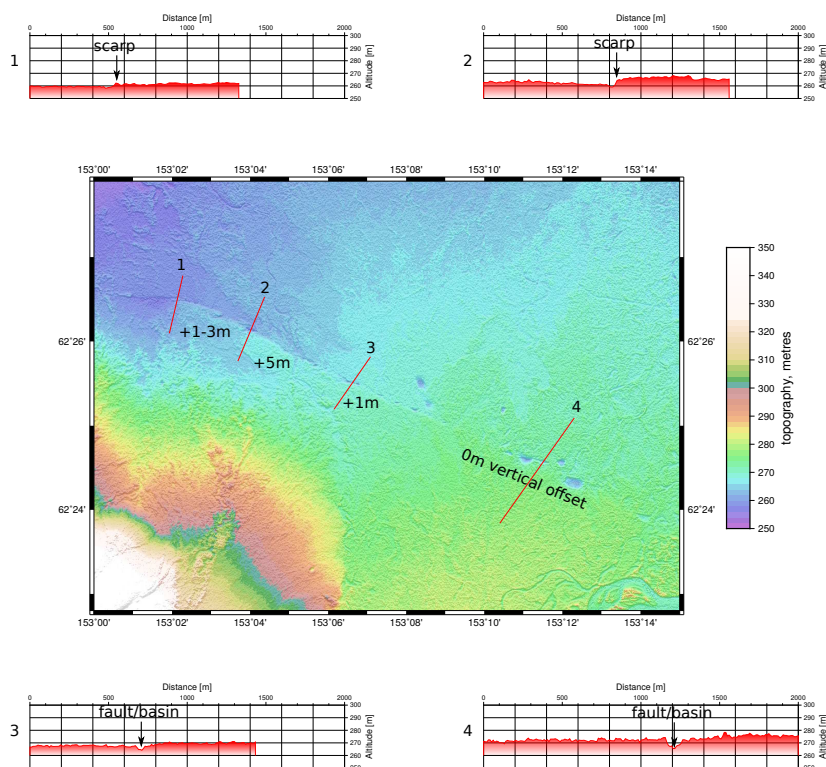 Distance [m]
0 500 1000 1500 2000
1
scarp
300
290
280
270
260
250
Altitude [m]
Distance [m]
0 500 1000 1500 2000
2
scarp
300
290
280
270
260
250
Altitude [m]
153˚00' 153˚02' 153˚04' 153˚06' 153˚08' 153˚10' 153˚12' 153˚14'
1
2
+1-3m
+5m
3
+1m
4
0m vertical offset
62˚26' 62˚26'
62˚24' 62˚24'
153˚00' 153˚02' 153˚04' 153˚06' 153˚08' 153˚10' 153˚12' 153˚14'
350
340
330
320
310
300
290
280
270
260
250
topography, metres
Distance [m]
0 500 1000 1500 2000
3
fault/basin
300
290
280
270
260
250
Altitude [m]
Distance [m]
0 500 1000 1500 2000
4
fault/basin
300
290
280
270
260
250
Altitude [m]